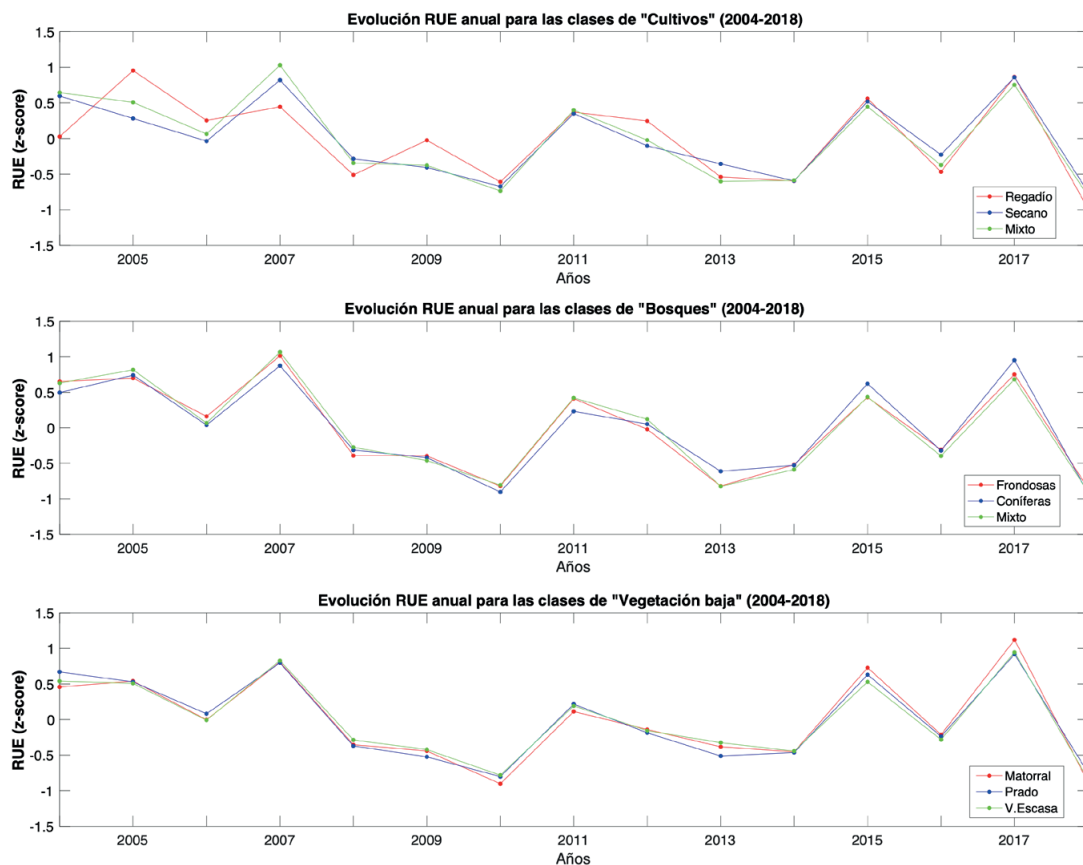 Evolución RUE anual para las clases de "Cultivos" (2004-2018)
1.5
1
0.5
0
-0.5
-1
-1.5
RUE (z-score)
Regadío
Secano
Mixto
2005 2007 2009 2011 2013 2015 2017
Años
Evolución RUE anual para las clases de "Bosques" (2004-2018)
1.5
1
0.5
0
-0.5
-1
-1.5
RUE (z-score)
Frondosas
Coníferas
Mixto
2005 2007 2009 2011 2013 2015 2017
Años
Evolución RUE anual para las clases de "Vegetación baja" (2004-2018)
1.5
1
0.5
0
-0.5
-1
-1.5
RUE (z-score)
Matorral
Prado
V.Escasa
2005 2007 2009 2011 2013 2015 2017
Años